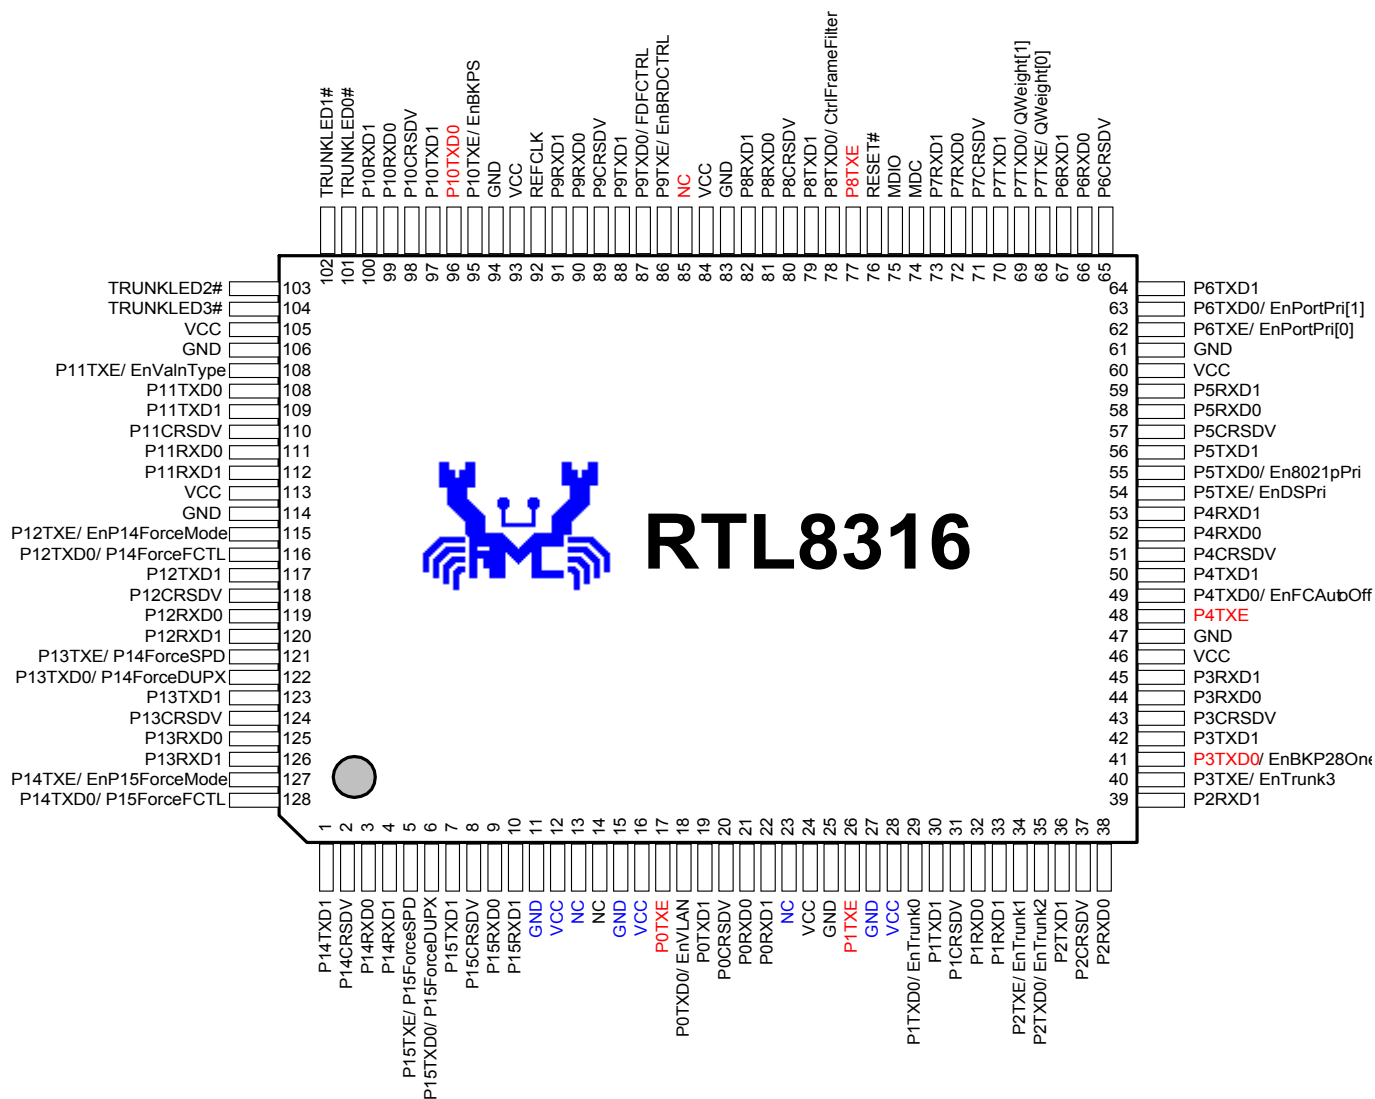 TRUNKLED1#
TRUNKLED0#
P10RXD1
P10RXD0
P10CRSDV
P10TXD1
P10TXD0
P10TXE/ EnBKPS
GND
VCC
REFCLK
P9RXD1
P9RXD0
P9CRSDV
P9TXD1
P9TXD0/ FDFCTRL
P9TXE/ EnBRDCTRL
NC
VCC
GND
P8RXD1
P8RXD0
P8CRSDV
P8TXD1
P8TXD0/ CtrlFrameFilter
P8TXE
RESET#
MDIO
MDC
P7RXD1
P7RXD0
P7CRSDV
P7TXD1
P7TXD0/ QWeight[1]
P7TXE/ QWeight[0]
P6RXD1
P6RXD0
P6CRSDV
102
101
100
99
98
97
96
95
94
93
92
91
90
89
88
87
86
85
84
83
82
81
80
79
78
77
76
75
74
73
72
71
70
69
68
67
66
65
TRUNKLED2# 103
TRUNKLED3# 104
VCC 105
GND 106
P11TXE/ EnValnType 108
P11TXD0 108
P11TXD1 109
P11CRSDV 110
P11RXD0 111
P11RXD1 112
VCC 113
GND 114
P12TXE/ EnP14ForceMode 115
P12TXD0/ P14ForceFCTL 116
P12TXD1 117
P12CRSDV 118
P12RXD0 119
P12RXD1 120
P13TXE/ P14ForceSPD 121
P13TXD0/ P14ForceDUPX 122
P13TXD1 123
P13CRSDV 124
P13RXD0 125
P13RXD1 126
P14TXE/ EnP15ForceMode 127
P14TXD0/ P15ForceFCTL 128
RTL8316
64 P6TXD1
63 P6TXD0/ EnPortPri[1]
62 P6TXE/ EnPortPri[0]
61 GND
60 VCC
59 P5RXD1
58 P5RXD0
57 P5CRSDV
56 P5TXD1
55 P5TXD0/ En8021pPri
54 P5TXE/ EnDSPri
53 P4RXD1
52 P4RXD0
51 P4CRSDV
50 P4TXD1
49 P4TXD0/ EnFCAutoOff
48 P4TXE
47 GND
46 VCC
45 P3RXD1
44 P3RXD0
43 P3CRSDV
42 P3TXD1
41 P3TXD0/ EnBKP28One
40 P3TXE/ EnTrunk3
39 P2RXD1
1
2
3
4
5
6
7
8
9
10
11
12
13
14
15
16
17
18
19
20
21
22
23
24
25
26
27
28
29
30
31
32
33
34
35
36
37
38
P14TXD1
P14CRSDV
P14RXD0
P14RXD1
P15TXE/ P15ForceSPD
P15TXD0/ P15ForceDUPX
P15TXD1
P15CRSDV
P15RXD0
P15RXD1
GND
VCC
NC
NC
GND
VCC
P0TXE
P0TXD0/ EnVLAN
P0TXD1
P0CRSDV
P0RXD0
P0RXD1
NC
VCC
GND
P1TXE
GND
VCC
P1TXD0/ EnTrunk0
P1TXD1
P1CRSDV
P1RXD0
P1RXD1
P2TXE/ EnTrunk1
P2TXD0/ EnTrunk2
P2TXD1
P2CRSDV
P2RXD0